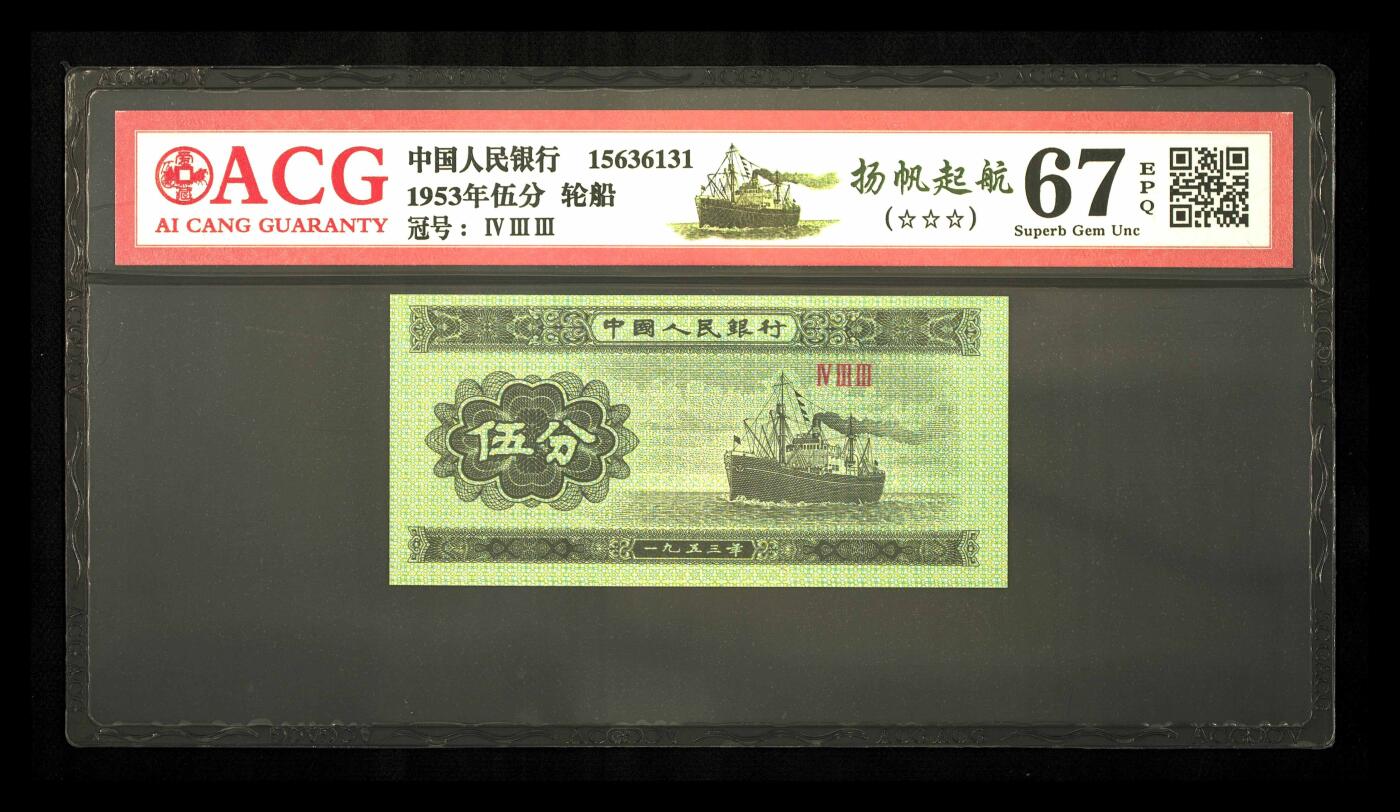 ACG
AI CANG GUARANTY
中国人民银行 15636131
1953年伍分 轮船
冠号：ⅣⅢⅢ
扬帆起航
(☆☆☆)
67
EPQ
Superb Gem Unc
中國人民銀行
ⅣⅢⅢ
伍分
一九五三年